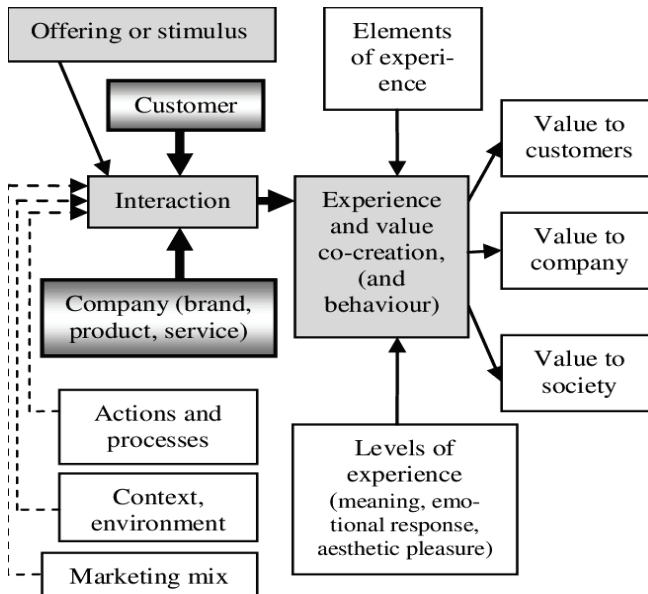 Offering or stimulus
Customer
Interaction
Company (brand,
product, service)
Actions and
processes
Context,
environment
Marketing mix
Elements
of experi-
ence
Experience
and value
co-creation,
(and
behaviour)
Levels of
experience
(meaning, emo-
tional response,
aesthetic pleasure)
Value to
customers
Value to
company
Value to
society